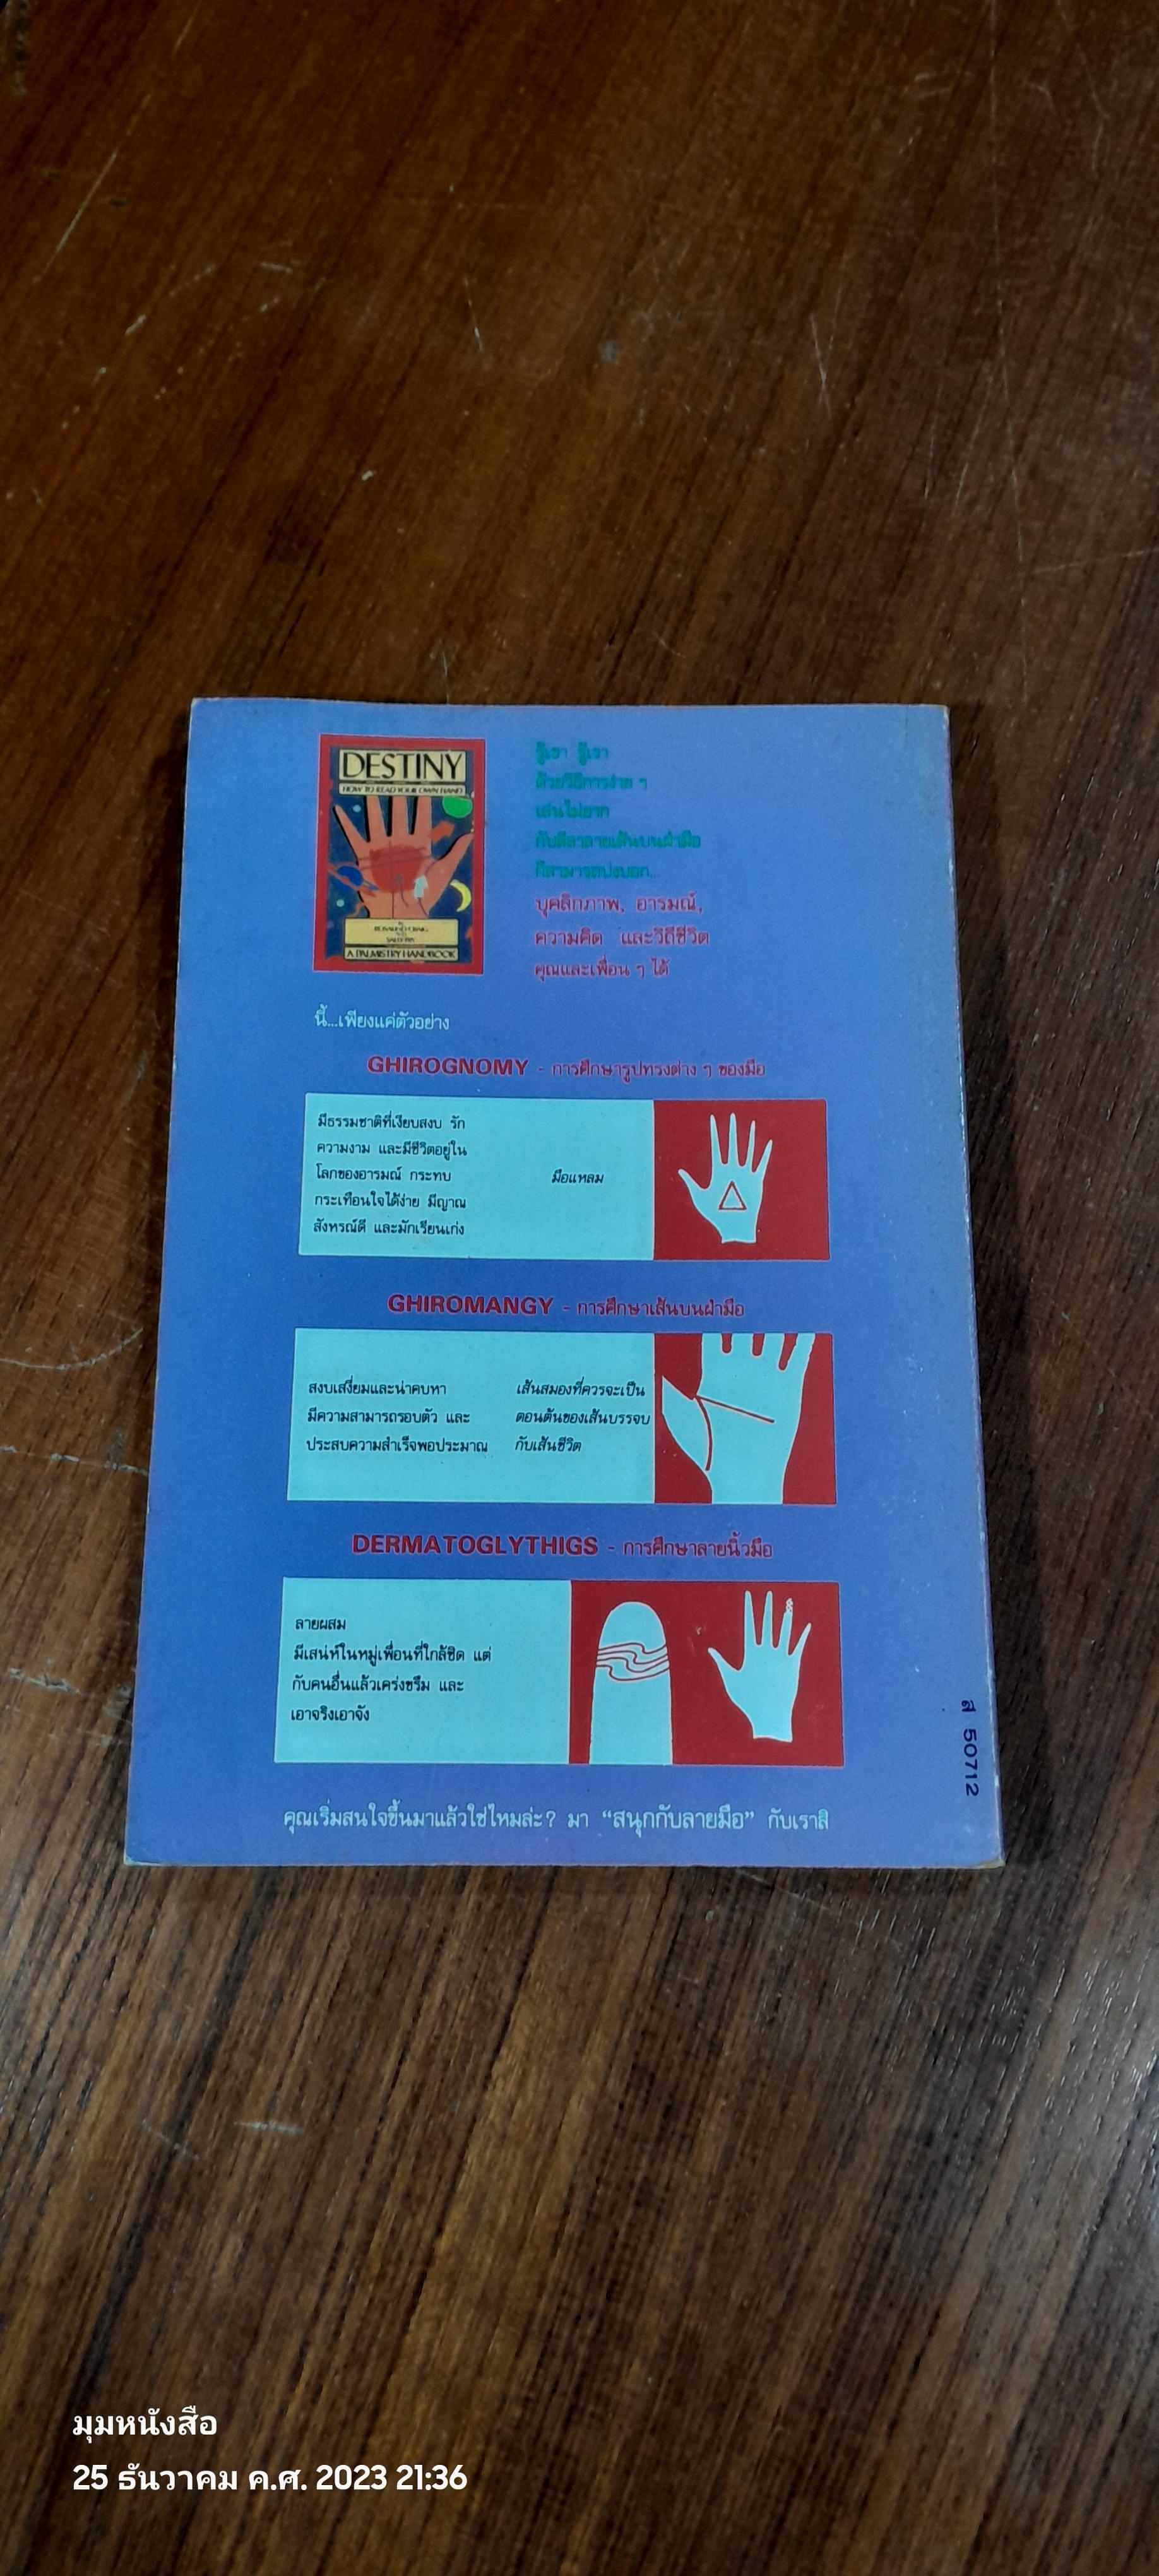 DESTINY
HOW TO READ YOUR OWN HAND
A PALMISTRY HANDBOOK
รู้เขา รู้เรา
ด้วยวิธีการง่าย ๆ
เล่นไม่ยาก
กับลีลาลายเส้นบนฝ่ามือ
ก็สามารถบ่งบอก...
บุคลิกภาพ, อารมณ์,
ความคิด และวิถีชีวิต
คุณและเพื่อน ๆ ได้
นี้...เพียงแค่ตัวอย่าง
GHIROGNOMY - การศึกษารูปทรงต่าง ๆ ของมือ
มีธรรมชาติที่เงียบสงบ รัก
ความงาม และมีชีวิตอยู่ใน
โลกของอารมณ์ กระทบ
กระเทือนใจได้ง่าย มีญาณ
สังหรณ์ดี และมักเรียนเก่ง
มือแหลม
GHIROMANGY - การศึกษาเส้นบนฝ่ามือ
สงบเสงี่ยมและน่าคบหา
มีความสามารถรอบตัว และ
ประสบความสำเร็จพอประมาณ
เส้นสมองที่ควรจะเป็น
ตอนต้นของเส้นบรรจบ
กับเส้นชีวิต
DERMATOGLYTHIGS - การศึกษาลายนิ้วมือ
ลายผสม
มีเสน่ห์ในหมู่เพื่อนที่ใกล้ชิด แต่
กับคนอื่นแล้วเคร่งขรึม และ
เอาจริงเอาจัง
ส 50712
คุณเริ่มสนใจขึ้นมาแล้วใช่ไหมล่ะ? มา “สนุกกับลายมือ” กับเราสิ
มุมหนังสือ
25 ธันวาคม ค.ศ. 2023 21:36